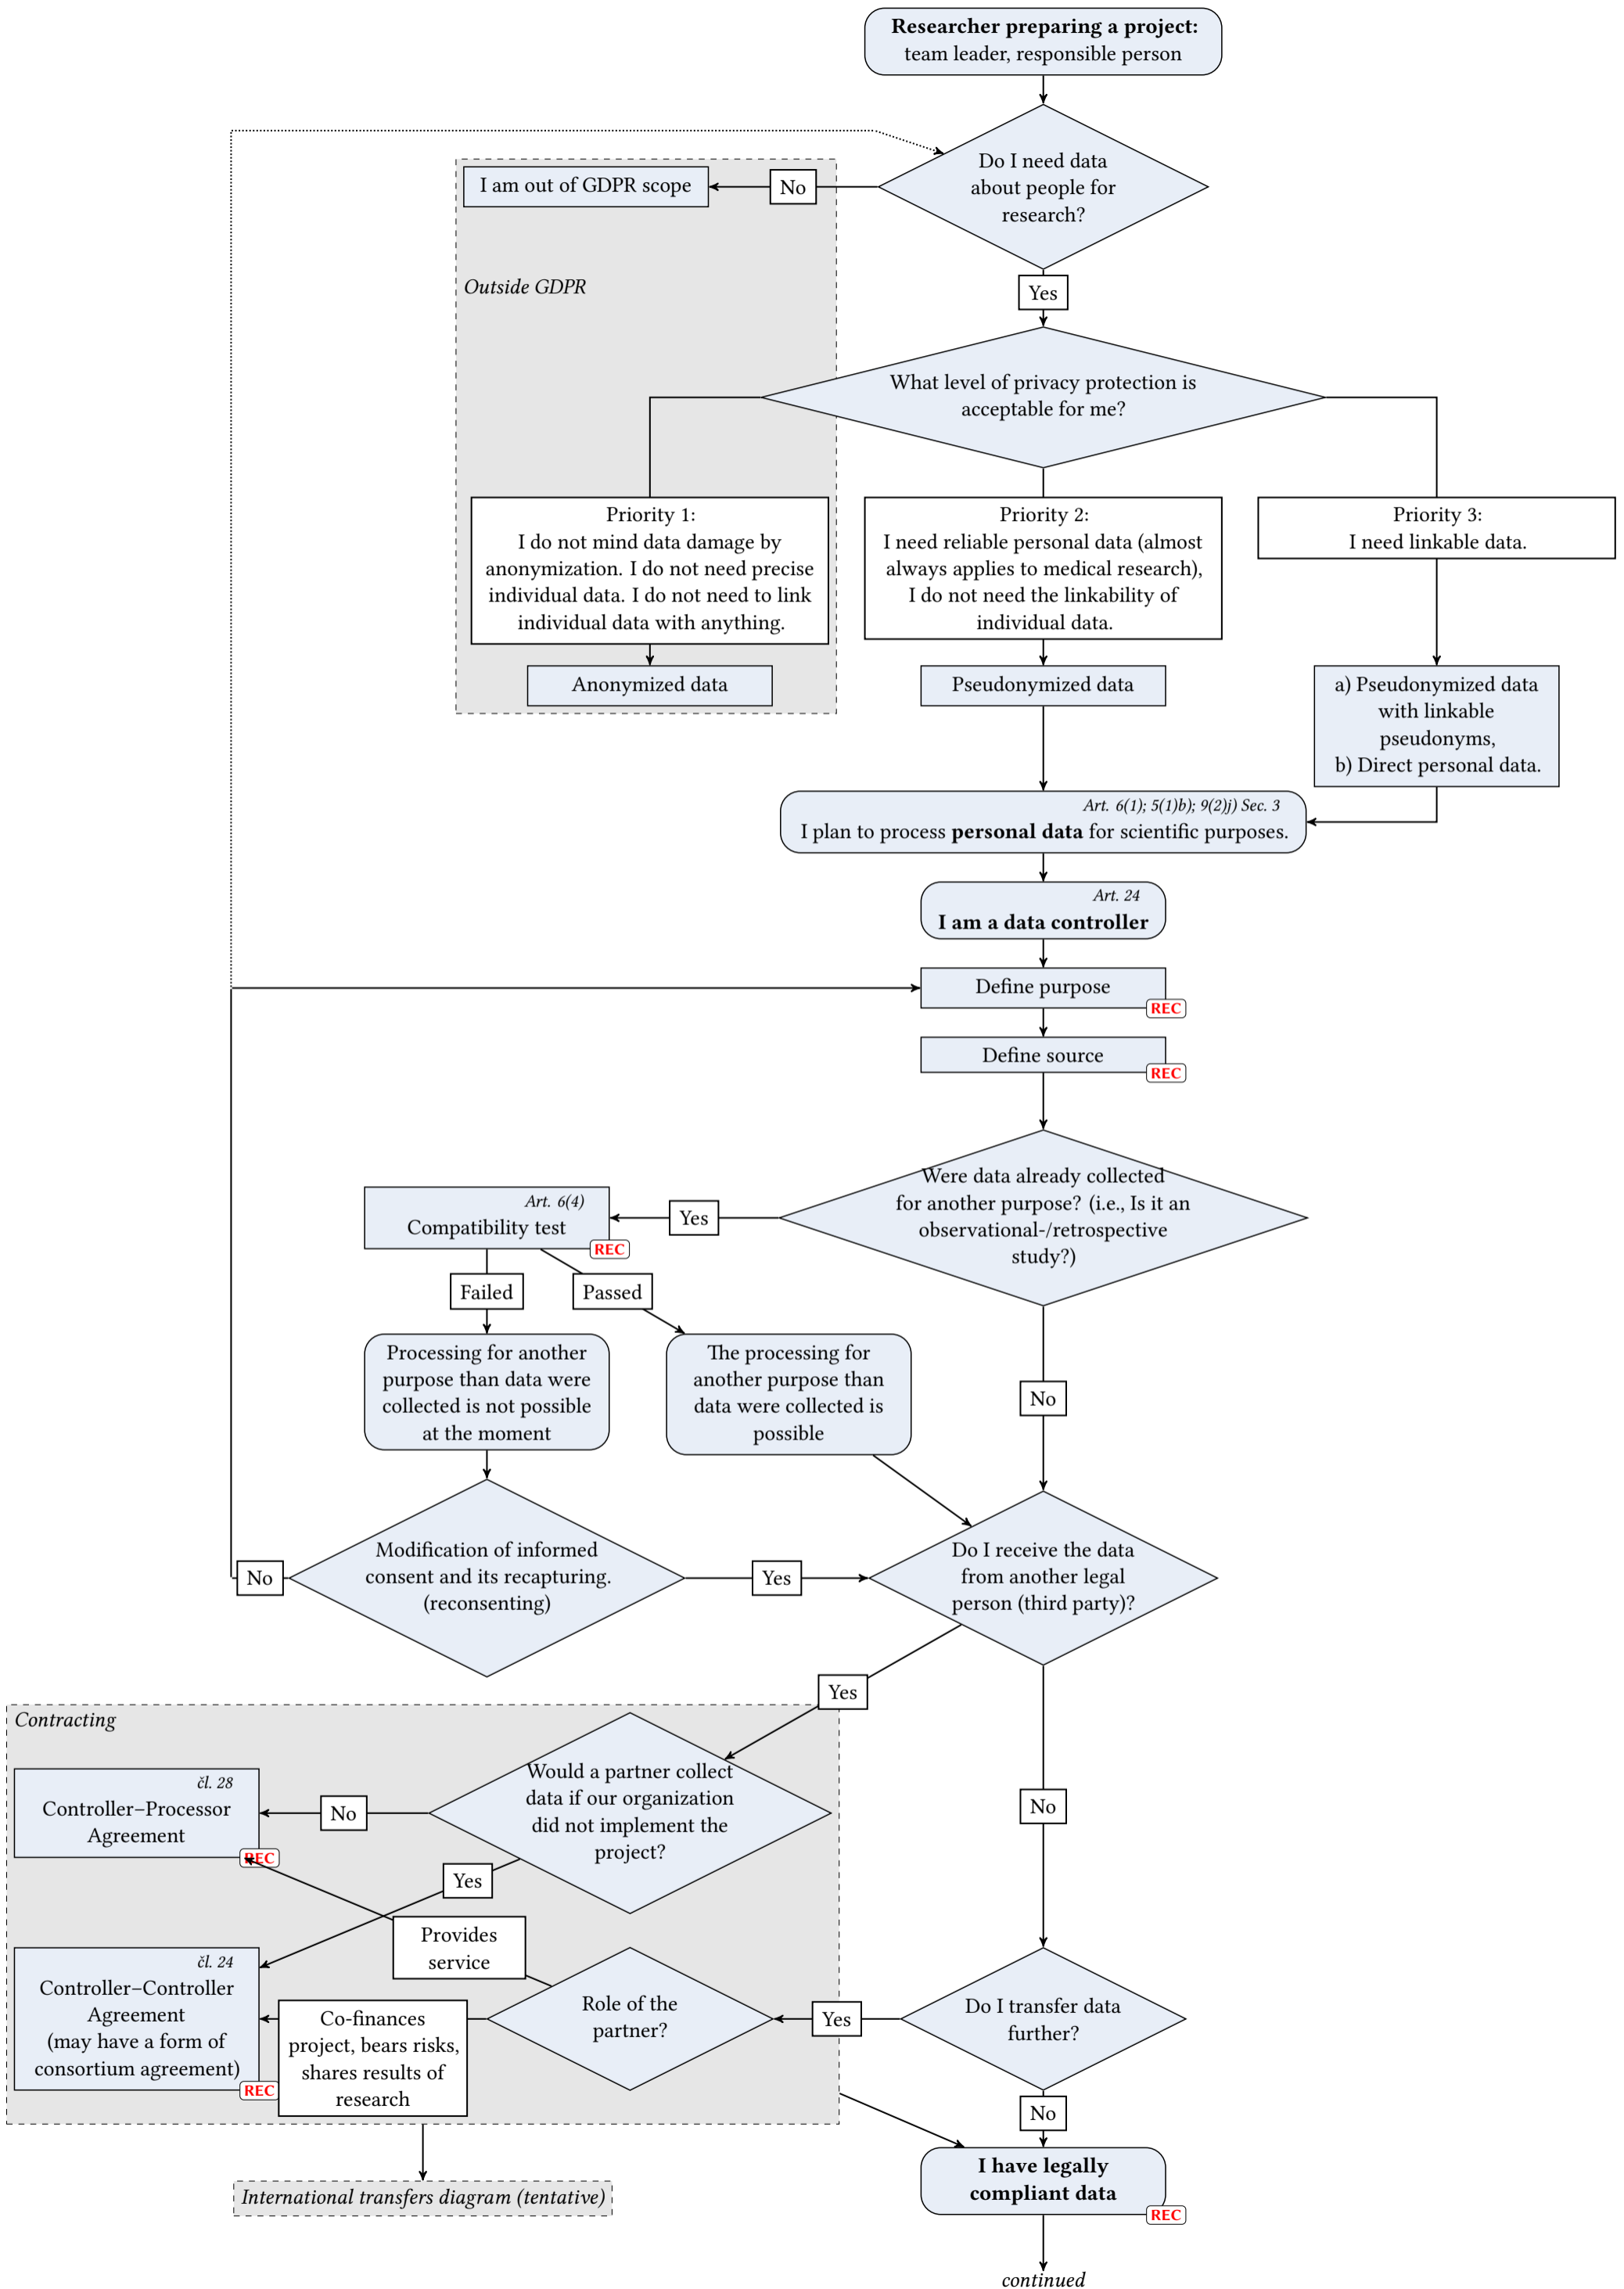 Researcher preparing a project:
team leader, responsible person
Do I need data
about people for
research?
No
I am out of GDPR scope
Outside GDPR
Yes
What level of privacy protection is
acceptable for me?
Priority 1:
I do not mind data damage by
anonymization. I do not need precise
individual data. I do not need to link
individual data with anything.
Priority 2:
I need reliable personal data (almost
always applies to medical research),
I do not need the linkability of
individual data.
Priority 3:
I need linkable data.
Anonymized data
Pseudonymized data
a) Pseudonymized data
with linkable
pseudonyms,
b) Direct personal data.
Art. 6(1); 5(1)b); 9(2)j) Sec. 3
I plan to process personal data for scientific purposes.
Art. 24
I am a data controller
Define purpose
REC
Define source
REC
Were data already collected
for another purpose? (i.e., Is it an
observational-/retrospective
study?)
Yes
Art. 6(4)
Compatibility test
REC
Failed
Passed
Processing for another
purpose than data were
collected is not possible
at the moment
The processing for
another purpose than
data were collected is
possible
No
Modification of informed
consent and its recapturing.
(reconsenting)
No
Yes
Do I receive the data
from another legal
person (third party)?
Yes
Contracting
Would a partner collect
data if our organization
did not implement the
project?
No
čl. 28
Controller–Processor
Agreement
REC
Yes
Provides
service
No
čl. 24
Controller–Controller
Agreement
(may have a form of
consortium agreement)
REC
Co-finances
project, bears risks,
shares results of
research
Role of the
partner?
Yes
Do I transfer data
further?
No
I have legally
compliant data
REC
International transfers diagram (tentative)
continued